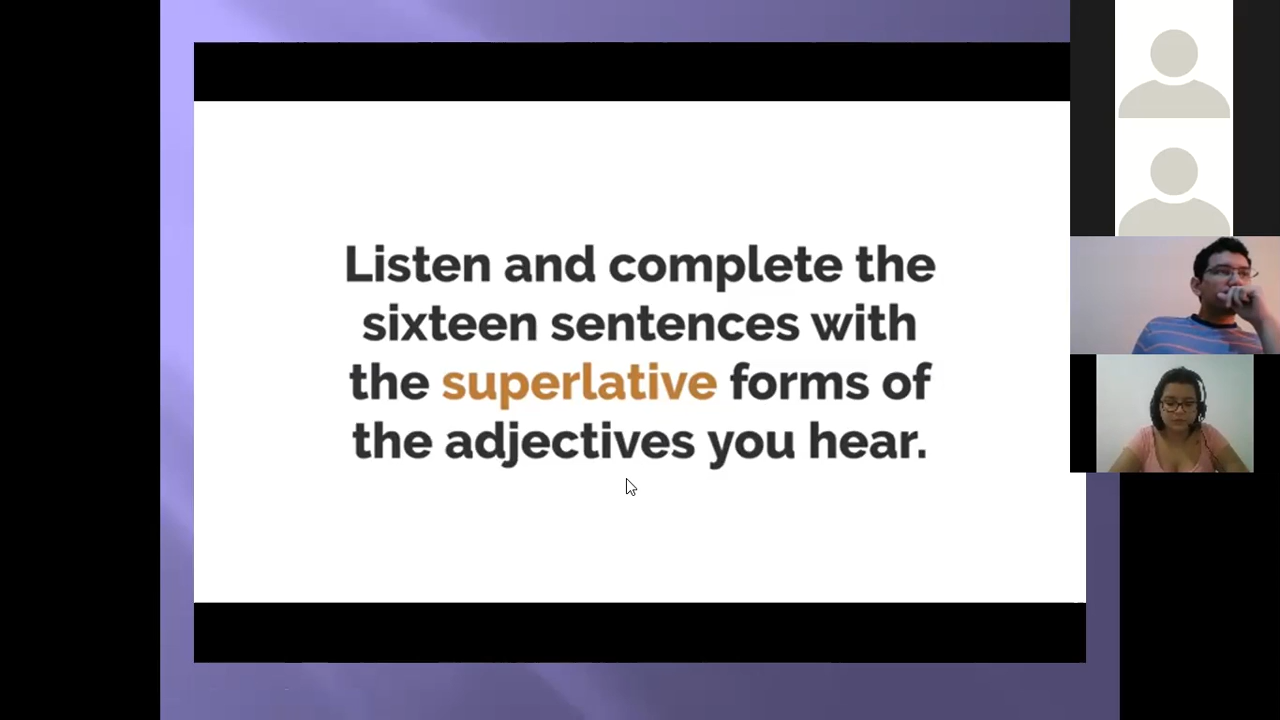 Listen and complete the
sixteen sentences with
the superlative forms of
the adjectives you hear.